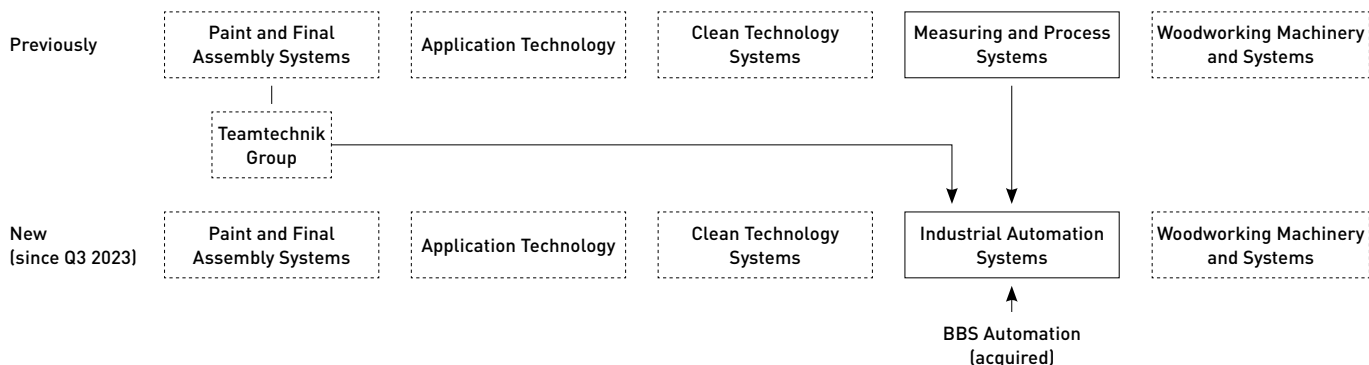 Previously
Paint and Final
Assembly Systems
Application Technology
Clean Technology
Systems
Measuring and Process
Systems
Woodworking Machinery
and Systems
Teamtechnik
Group
New
(since Q3 2023)
Paint and Final
Assembly Systems
Application Technology
Clean Technology
Systems
Industrial Automation
Systems
Woodworking Machinery
and Systems
BBS Automation
(acquired)